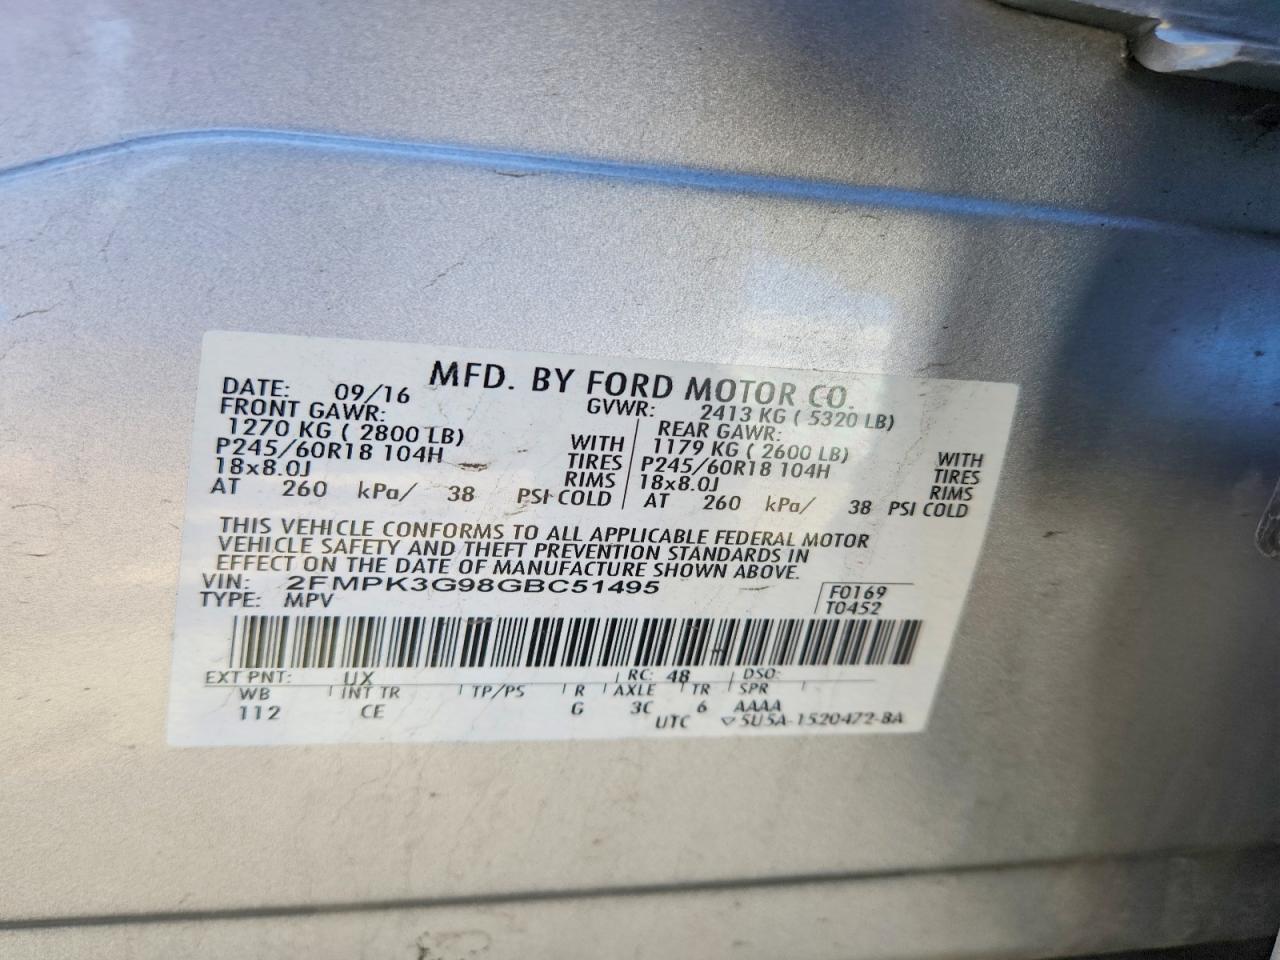 MFD. BY FORD MOTOR CO.
DATE: 09/16 GVWR: 2413 KG ( 5320 LB)
FRONT GAWR: REAR GAWR:
1270 KG ( 2800 LB) WITH 1179 KG ( 2600 LB) WITH
P245/60R18 104H TIRES P245/60R18 104H TIRES
18x8.0J RIMS 18x8.0J RIMS
AT 260 kPa/ 38 PSI COLD AT 260 kPa/ 38 PSI COLD
THIS VEHICLE CONFORMS TO ALL APPLICABLE FEDERAL MOTOR
VEHICLE SAFETY AND THEFT PREVENTION STANDARDS IN
EFFECT ON THE DATE OF MANUFACTURE SHOWN ABOVE.
VIN: 2FMPK3G98GBC51495 F0169
TYPE: MPV T0452
EXT PNT: UX RC: 48 DSO:
WB INT TR TP/PS R AXLE TR SPR
112 CE G 3C 6 AAAA
UTC ▽5U5A-1520472-BA